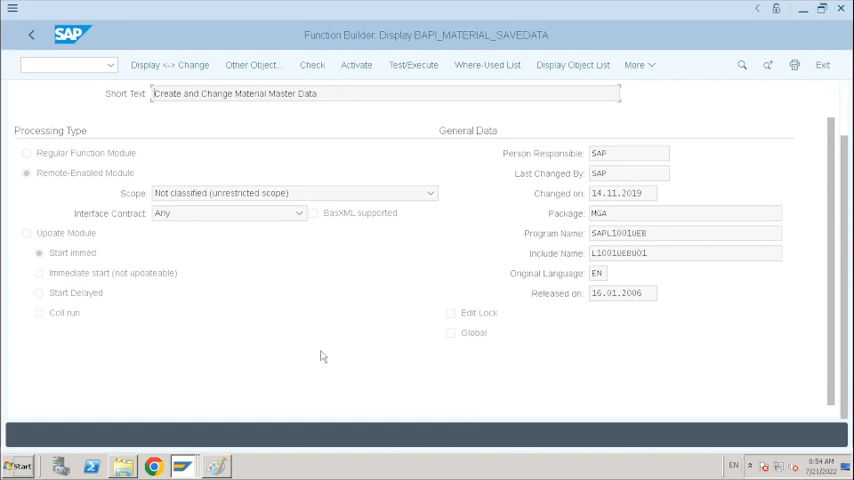 SAP
Function Builder: Display BAPI_MATERIAL_SAVEDATA
Display <-> Change
Other Object...
Check
Activate
Test/Execute
Where-Used List
Display Object List
More
Exit
Short Text
Create and Change Material Master Data
Processing Type
Regular Function Module
Remote-Enabled Module
Scope:
Not classified (unrestricted scope)
Interface Contract:
Any
BasXML supported
Update Module
Start immed.
Immediate start (not updateable)
Start Delayed
Coll.run
General Data
Person Responsible:
SAP
Last Changed By:
SAP
Changed on:
14.11.2019
Package:
MGA
Program Name:
SAPL1001UEB
Include Name:
L1001UEBU01
Original Language:
EN
Released on:
16.01.2006
Edit Lock
Global
Start
EN
8:54 AM
7/21/2022